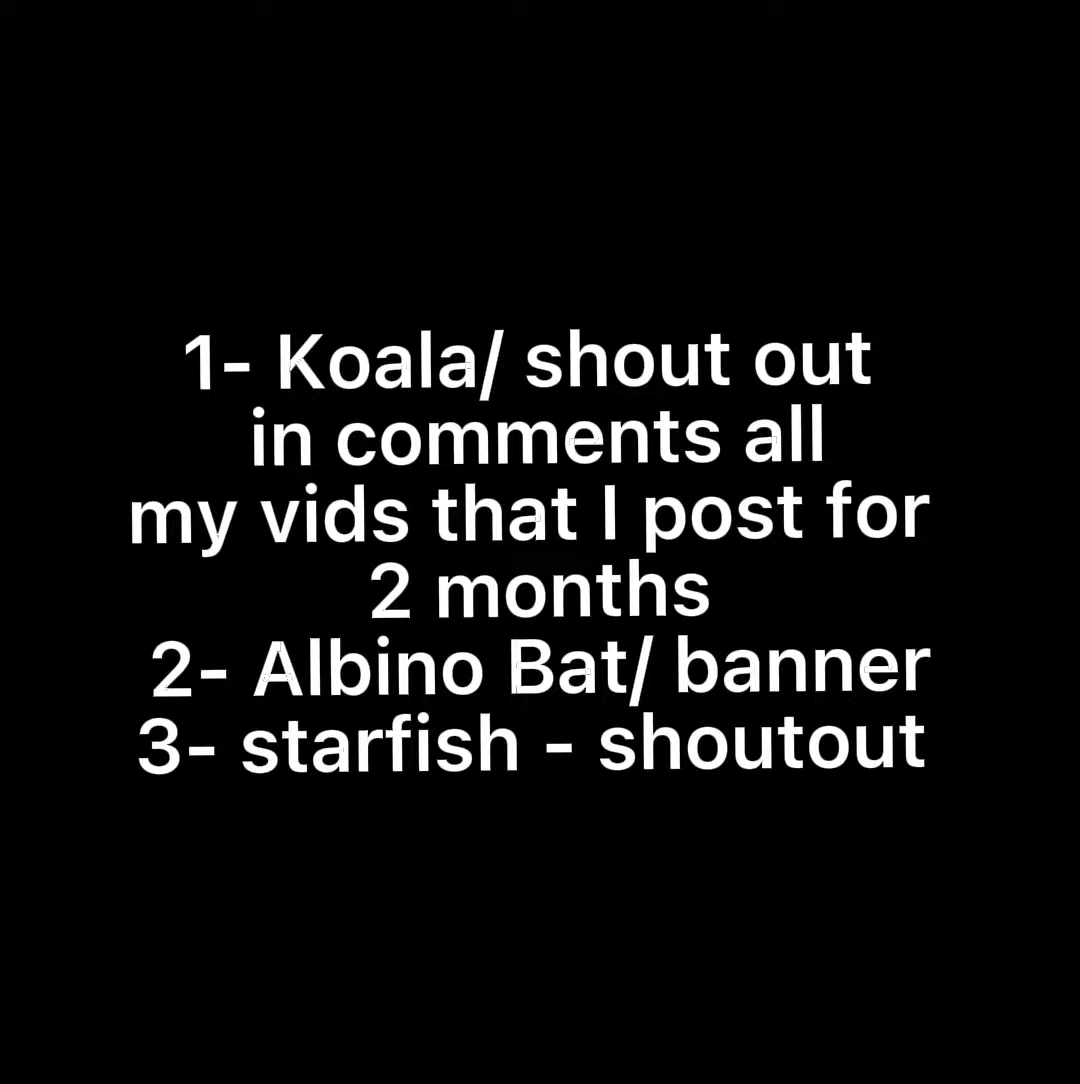 1- Koala/ shout out
in comments all
my vids that I post for
2 months
2- Albino Bat/ banner
3- starfish - shoutout